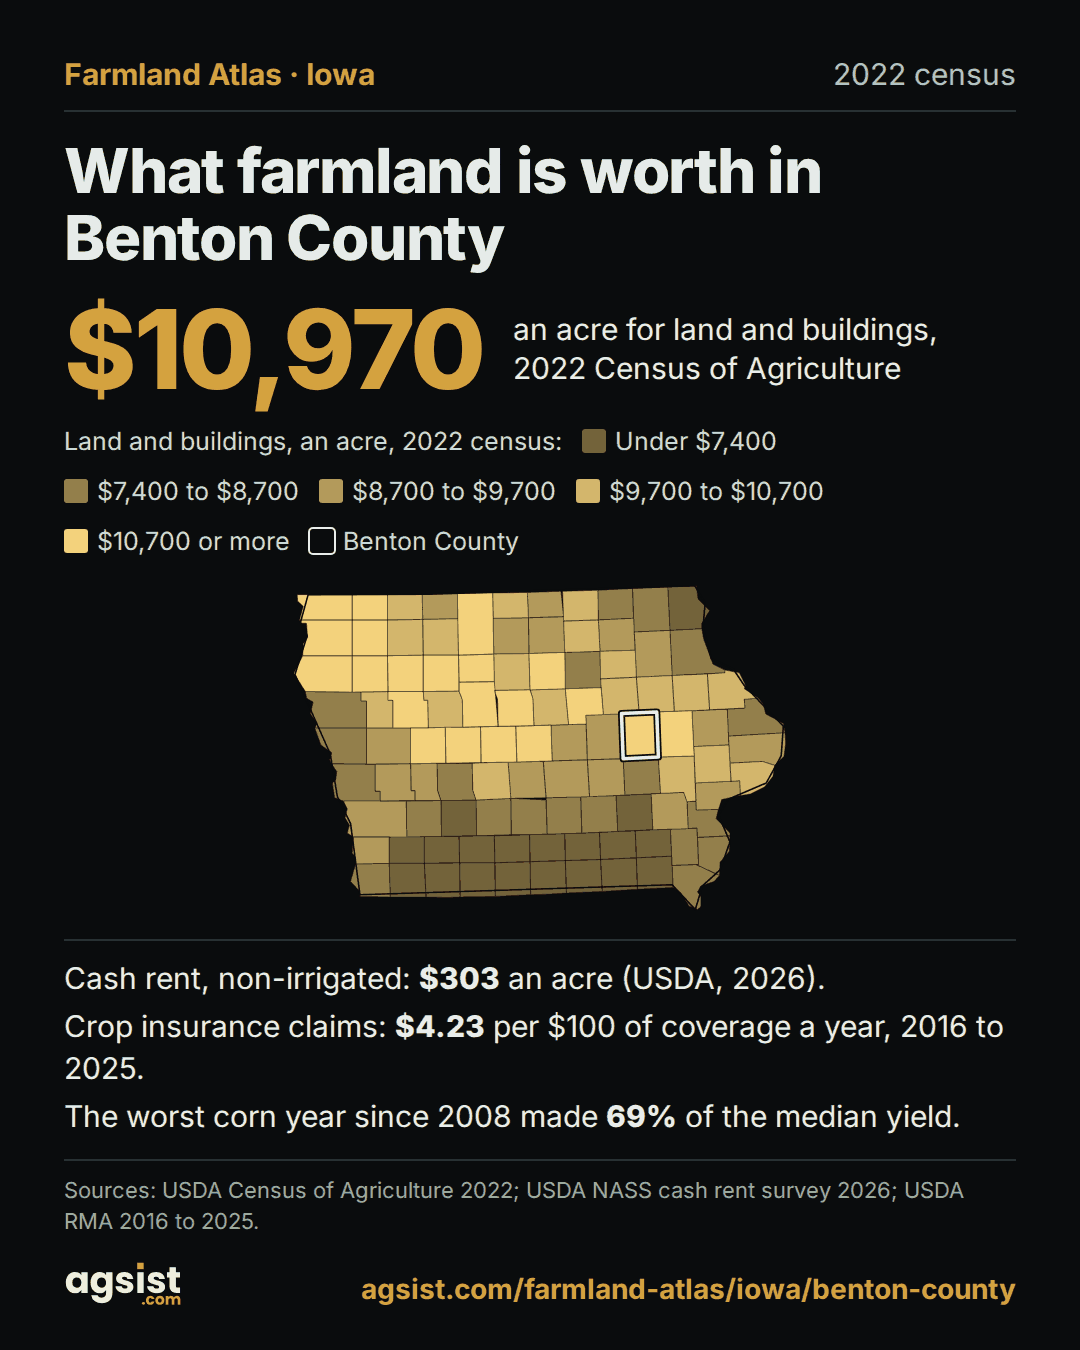 Farmland Atlas · Iowa
2022 census
What farmland is worth in
Benton County
$10,970
an acre for land and buildings,
2022 Census of Agriculture
Land and buildings, an acre, 2022 census: Under $7,400
$7,400 to $8,700 $8,700 to $9,700 $9,700 to $10,700
$10,700 or more Benton County
Cash rent, non-irrigated: $303 an acre (USDA, 2026).
Crop insurance claims: $4.23 per $100 of coverage a year, 2016 to
2025.
The worst corn year since 2008 made 69% of the median yield.
Sources: USDA Census of Agriculture 2022; USDA NASS cash rent survey 2026; USDA
RMA 2016 to 2025.
agsist
.com
agsist.com/farmland-atlas/iowa/benton-county